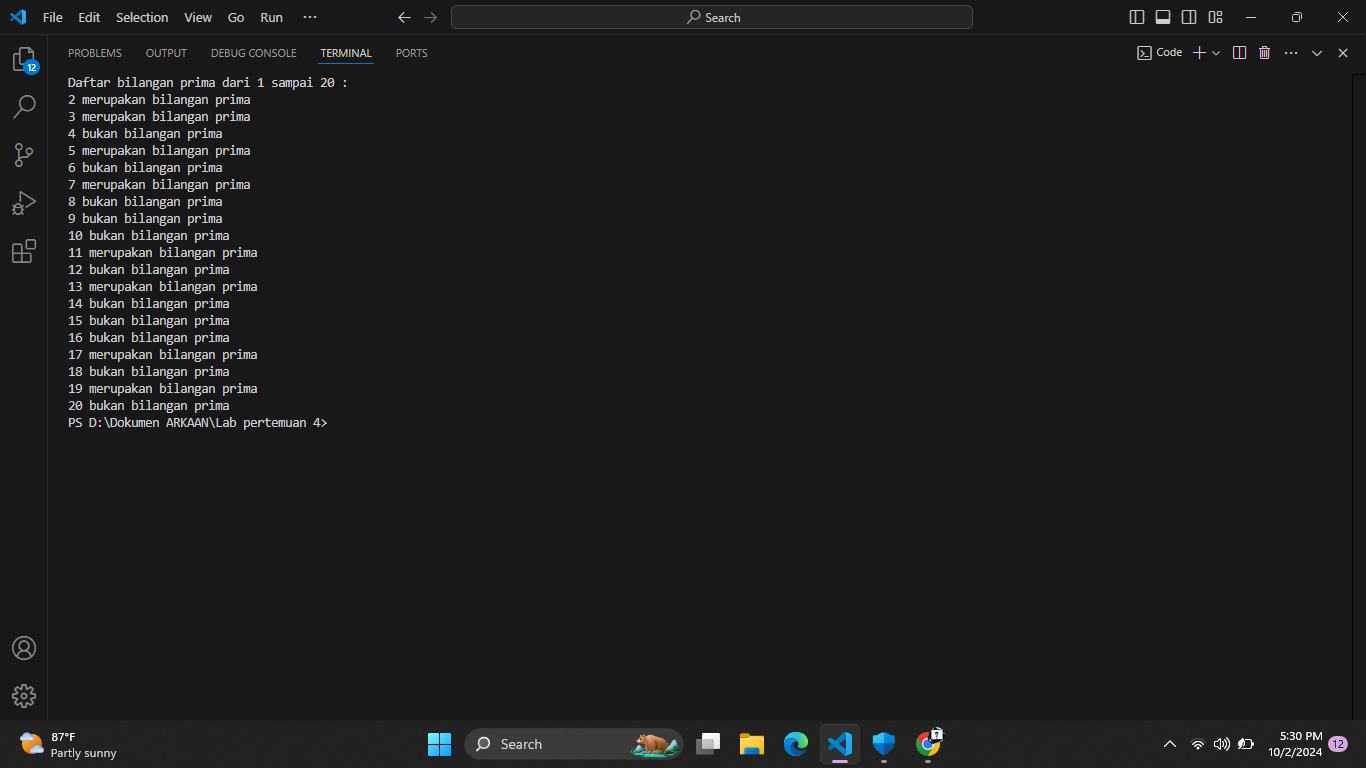 File Edit Selection View Go Run ···
Search
12
PROBLEMS OUTPUT DEBUG CONSOLE TERMINAL PORTS
Code
Daftar bilangan prima dari 1 sampai 20 :
2 merupakan bilangan prima
3 merupakan bilangan prima
4 bukan bilangan prima
5 merupakan bilangan prima
6 bukan bilangan prima
7 merupakan bilangan prima
8 bukan bilangan prima
9 bukan bilangan prima
10 bukan bilangan prima
11 merupakan bilangan prima
12 bukan bilangan prima
13 merupakan bilangan prima
14 bukan bilangan prima
15 bukan bilangan prima
16 bukan bilangan prima
17 merupakan bilangan prima
18 bukan bilangan prima
19 merupakan bilangan prima
20 bukan bilangan prima
PS D:\Dokumen ARKAAN\Lab pertemuan 4>
87°F
Partly sunny
Search
5:30 PM
10/2/2024
12